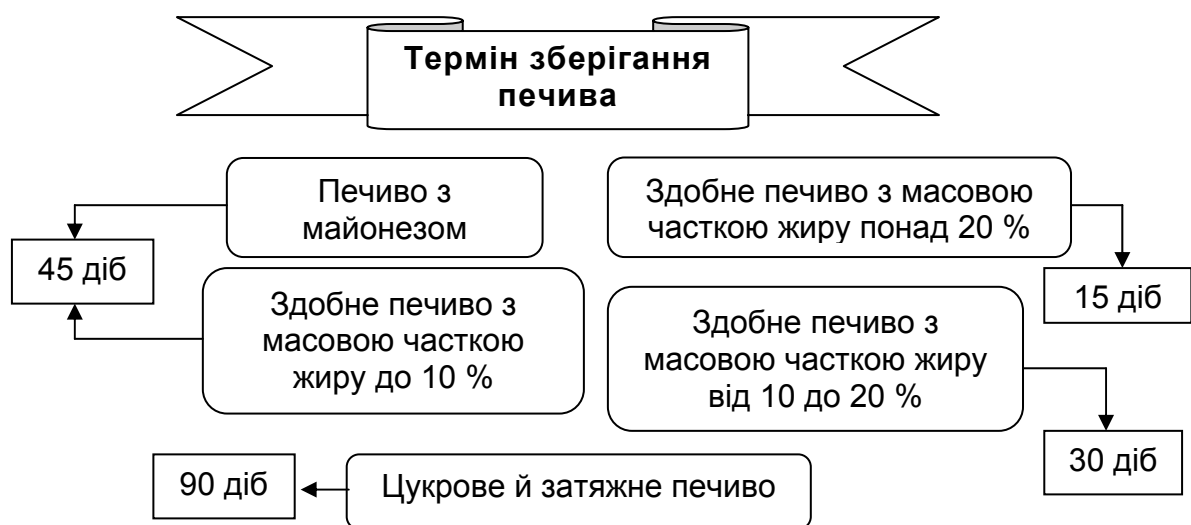 Термін зберігання
печива
Печиво з
майонезом
45 діб
Здобне печиво з
масовою часткою
жиру до 10 %
Здобне печиво з масовою
часткою жиру понад 20 %
15 діб
Здобне печиво з
масовою часткою жиру
від 10 до 20 %
30 діб
90 діб
Цукрове й затяжне печиво